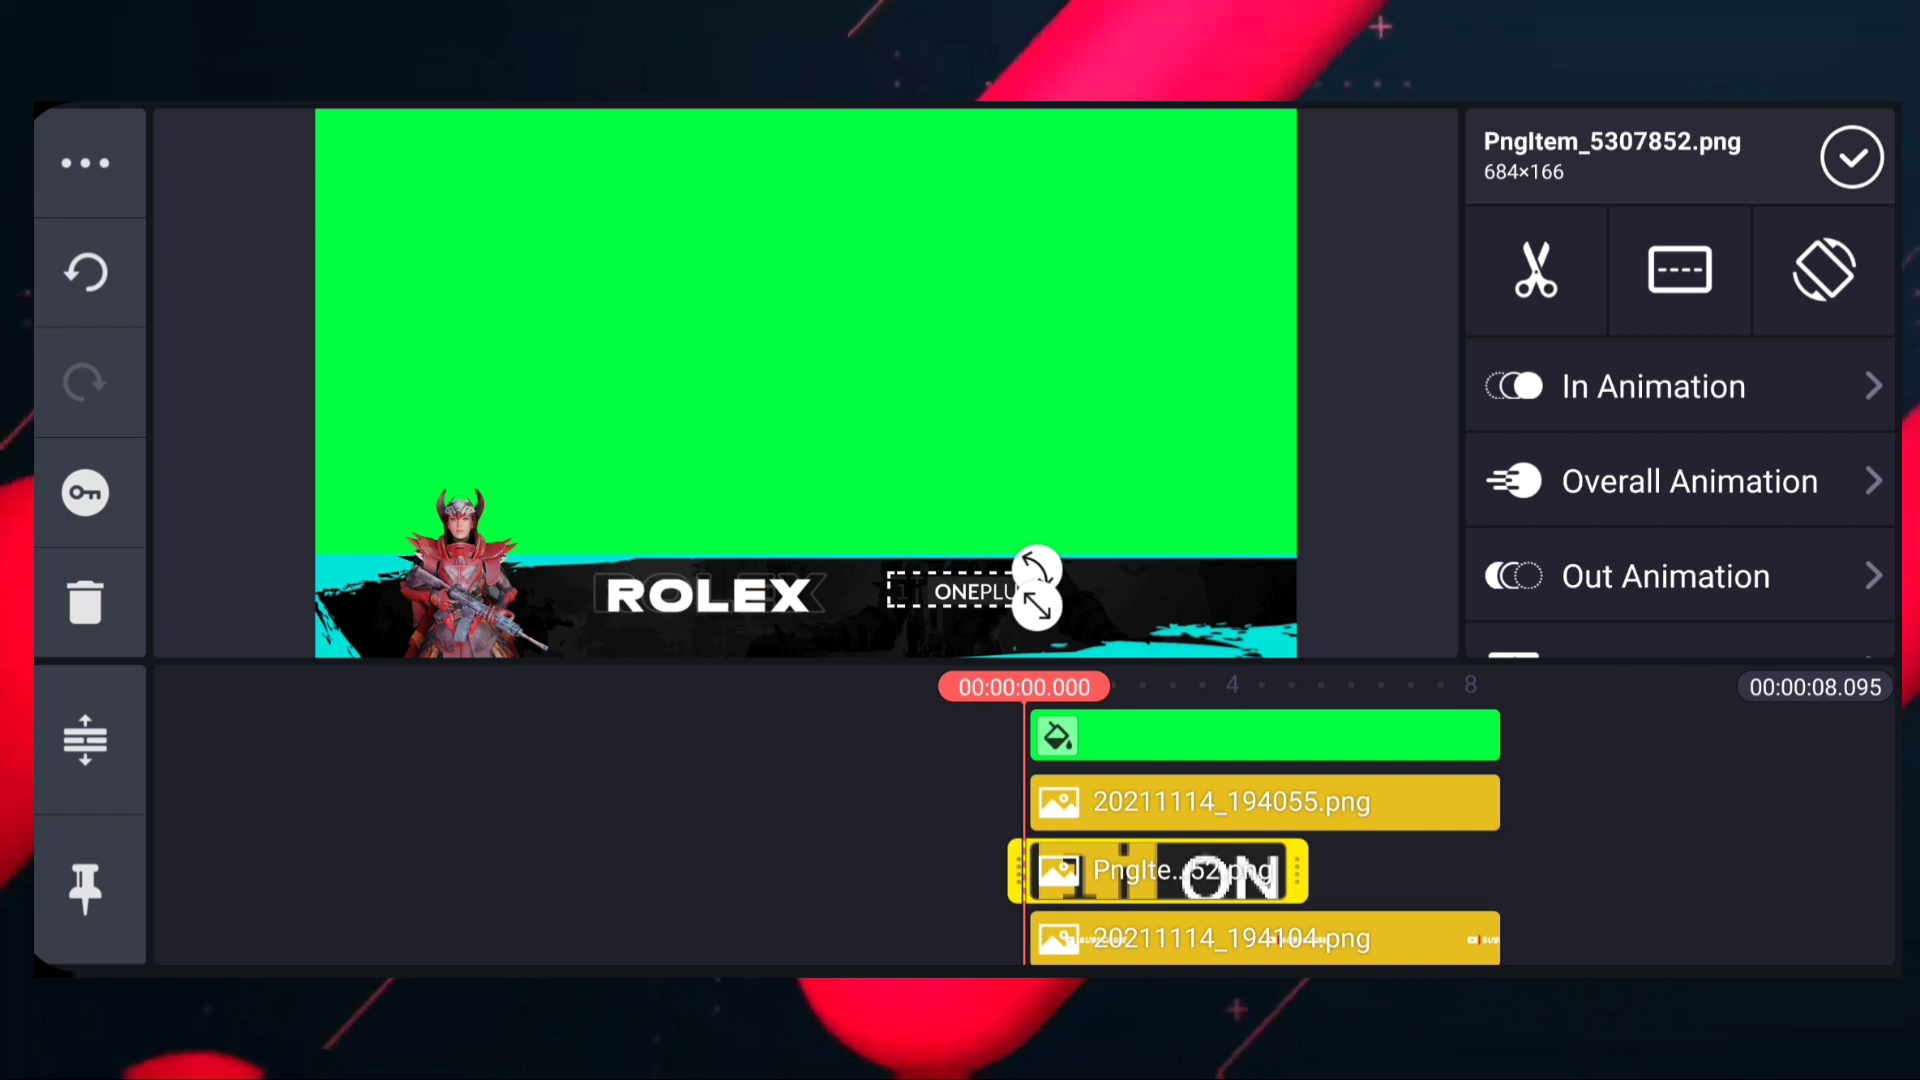 PngItem_5307852.png
684×166
In Animation
Overall Animation
Out Animation
ROLEX
ONEPLU
00:00:00.000
4
8
00:00:08.095
20211114_194055.png
PngIte..52.png
ON
20211114_194104.png